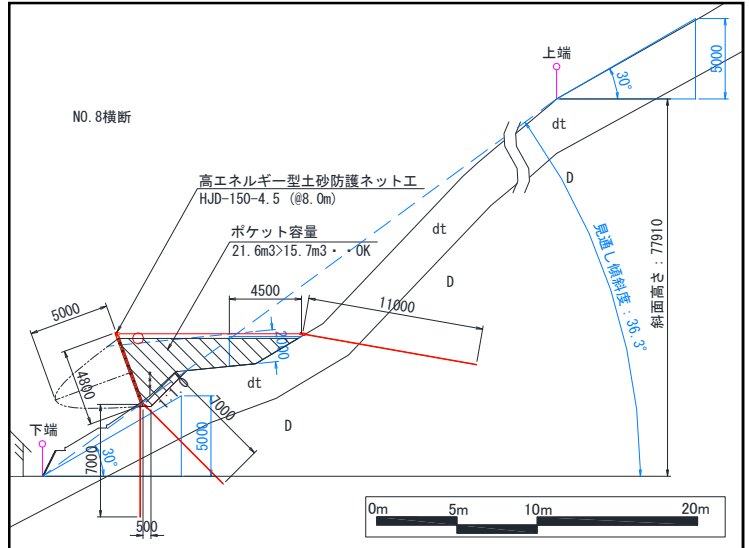 上端
5000
30°
NO.8横断
dt
D
高エネルギー型土砂防護ネット工
HJD-150-4.5 (@8.0m)
ポケット容量
21.6m3>15.7m3・・OK
dt
見通し傾斜度：36.3°
斜面高さ：77910
D
4500
11000
5000
2000
4800
dt
7000
D
下端
5000
7000
30°
500
0m
5m
10m
20m